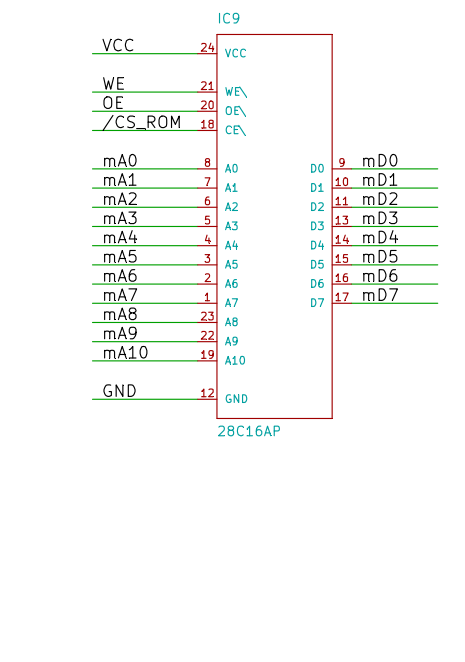 IC9
VCC 24 VCC
WE 21 WE\
OE 20 OE\
/CS_ROM 18 CE\
mA0 8 A0 D0 9 mD0
mA1 7 A1 D1 10 mD1
mA2 6 A2 D2 11 mD2
mA3 5 A3 D3 13 mD3
mA4 4 A4 D4 14 mD4
mA5 3 A5 D5 15 mD5
mA6 2 A6 D6 16 mD6
mA7 1 A7 D7 17 mD7
mA8 23 A8
mA9 22 A9
mA10 19 A10
GND 12 GND
28C16AP